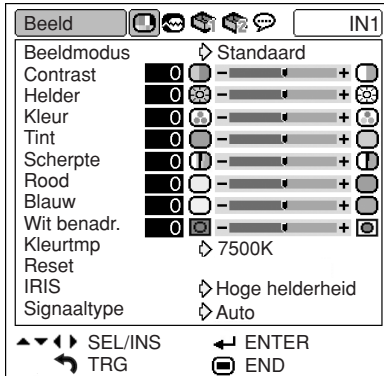 Beeld IN1
Beeldmodus Standaard
Contrast 0 - +
Helder 0 - +
Kleur 0 - +
Tint 0 - +
Scherpte 0 - +
Rood 0 - +
Blauw 0 - +
Wit benadr. 0 - +
Kleurtmp 7500K
Reset
IRIS Hoge helderheid
Signaaltype Auto
SEL/INS ENTER
TRG END